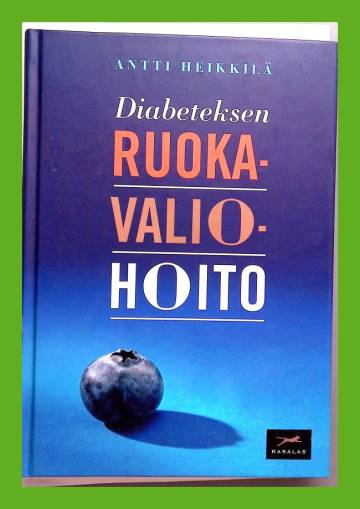 ANTTI HEIKKILÄ
Diabeteksen
RUOKA-
VALIO-
HOITO
RASALAS